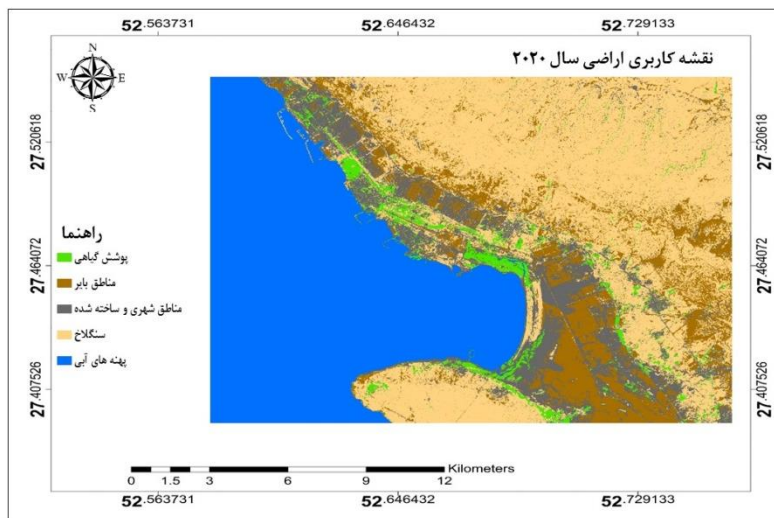 52.563731 52.646432 52.729133
نقشه کاربری اراضی سال ۲۰۲۰
N
W E
S
27.520618 27.520618
27.464072 27.464072
27.407526 27.407526
راهنما
پوشش گیاهی
مناطق بایر
مناطق شهری و ساخته شده
سنگلاخ
پهنه های آبی
Kilometers
0 1.5 3 6 9 12
52.563731 52.646432 52.729133